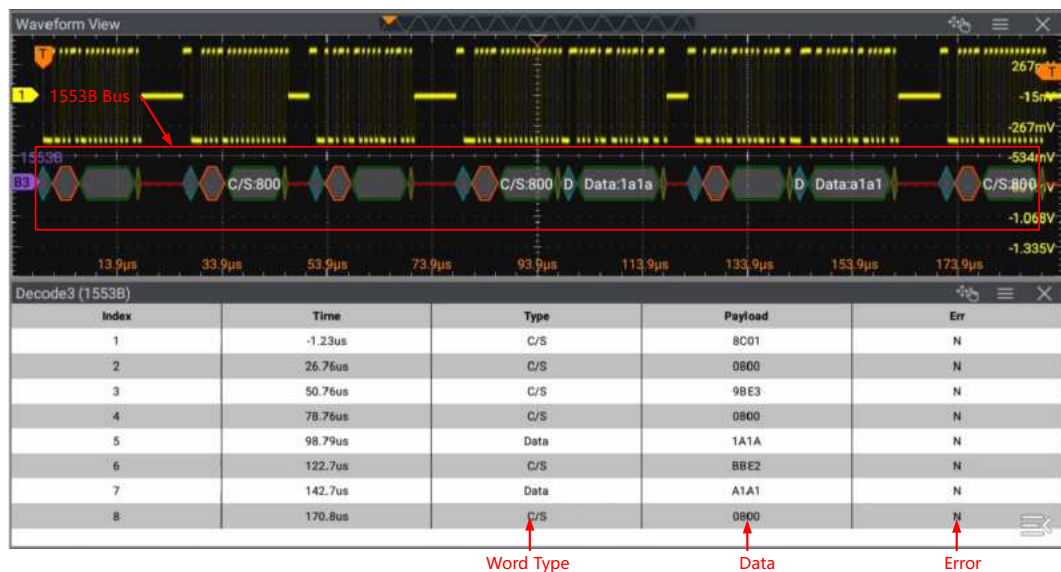 Waveform View
T
267
T
1
1553B Bus
-15mV
-267mV
1553B
-534mV
B3
C/S:800
C/S:800
D
Data:1a1a
D
Data:a1a1
C/S:800
-1.068V
-1.335V
13.9μs
33.9μs
53.9μs
73.9μs
93.9μs
113.9μs
133.9μs
153.9μs
173.9μs
Decode3 (1553B)
Index Time Type Payload Err
1 -1.23us C/S 8C01 N
2 26.76us C/S 0800 N
3 50.76us C/S 9BE3 N
4 78.76us C/S 0800 N
5 98.79us Data 1A1A N
6 122.7us C/S BBE2 N
7 142.7us Data A1A1 N
8 170.8us C/S 0800 N
Word Type Data Error